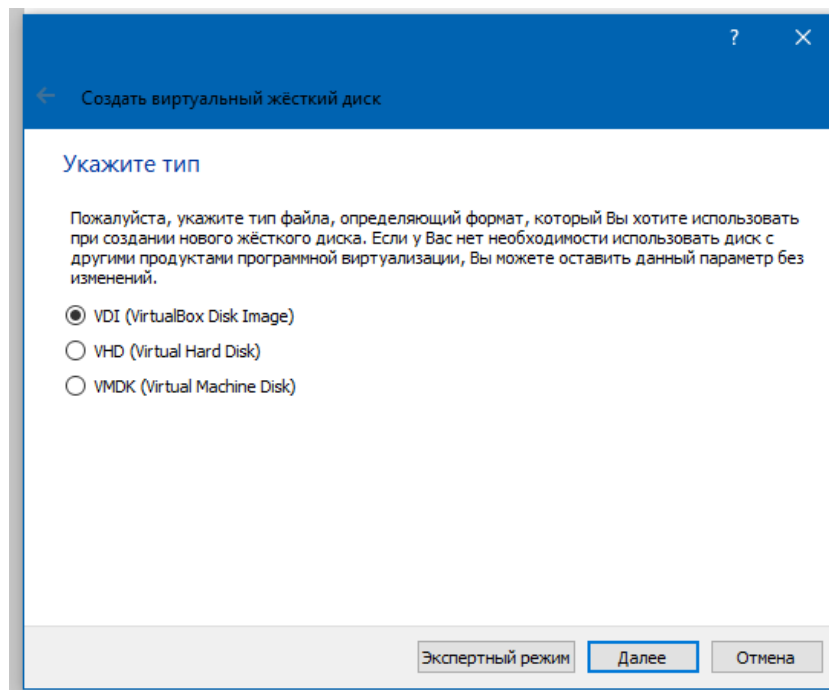 ?
Создать виртуальный жёсткий диск
Укажите тип
Пожалуйста, укажите тип файла, определяющий формат, который Вы хотите использовать
при создании нового жёсткого диска. Если у Вас нет необходимости использовать диск с
другими продуктами программной виртуализации, Вы можете оставить данный параметр без
изменений.
VDI (VirtualBox Disk Image)
VHD (Virtual Hard Disk)
VMDK (Virtual Machine Disk)
Экспертный режим Далее Отмена